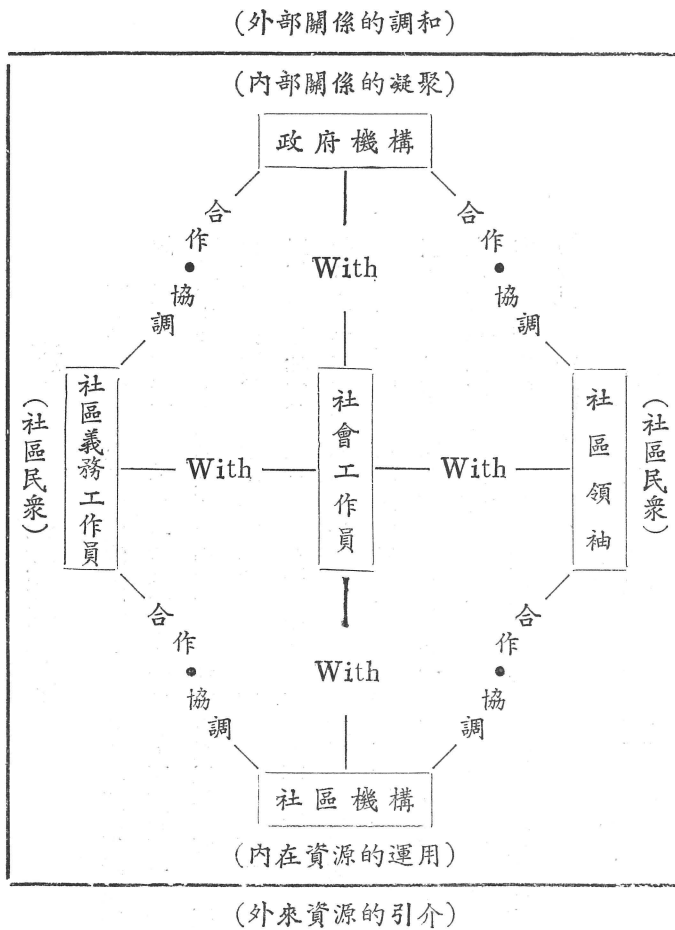 (外部關係的調和)
(內部關係的凝聚)
政府機構
合作•協調
合作•協調
With
(社區民衆)
社區義務工作員
With
社會工作員
With
社區領袖
(社區民衆)
合作•協調
合作•協調
With
社區機構
(內在資源的運用)
(外來資源的引介)